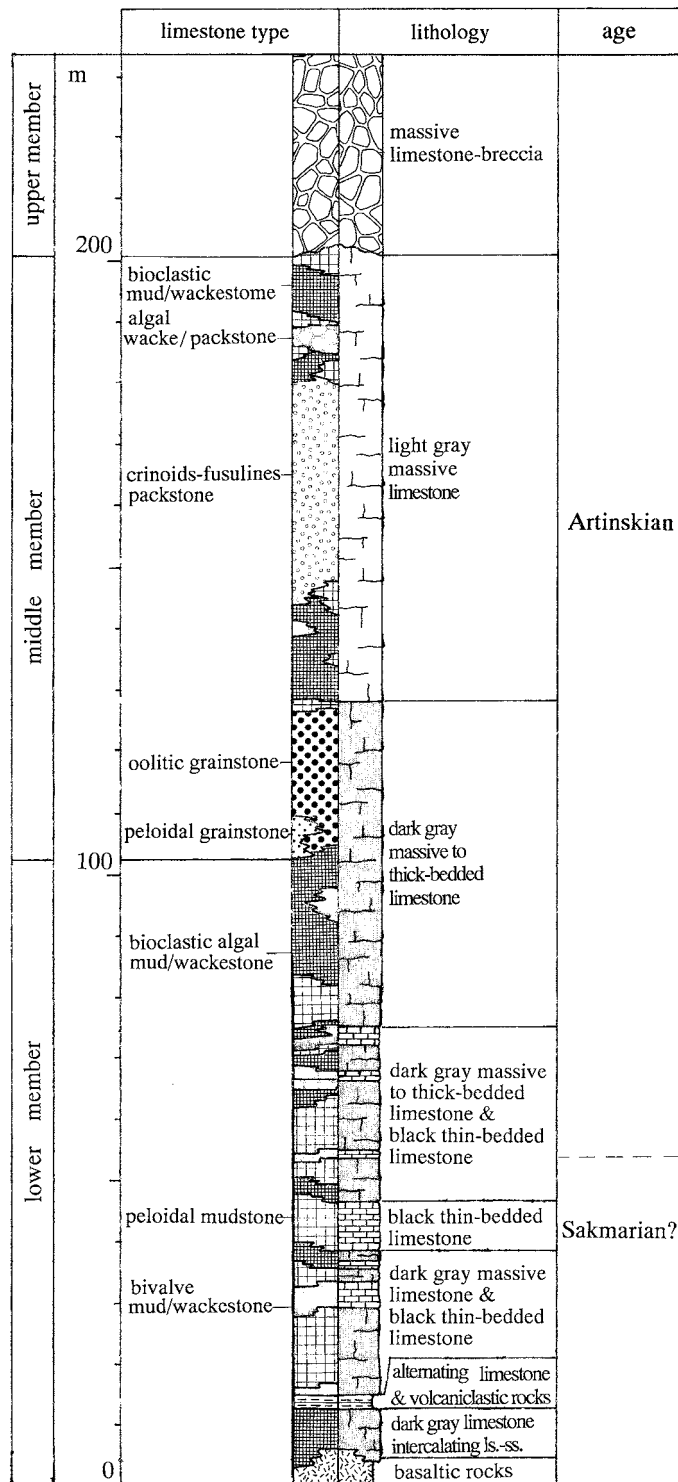 limestone type
lithology
age
m
upper member
massive
limestone-breccia
200
bioclastic
mud/wackestome
algal
wacke/packstone
crinoids-fusulines
packstone
light gray
massive
limestone
Artinskian
middle member
oolitic grainstone
peloidal grainstone
dark gray
massive to
thick-bedded
limestone
100
bioclastic algal
mud/wackestone
lower member
dark gray massive
to thick-bedded
limestone &
black thin-bedded
limestone
peloidal mudstone
black thin-bedded
limestone
Sakmarian?
bivalve
mud/wackestone
dark gray massive
limestone &
black thin-bedded
limestone
alternating limestone
& volcaniclastic rocks
dark gray limestone
intercalating ls.-ss.
0
basaltic rocks